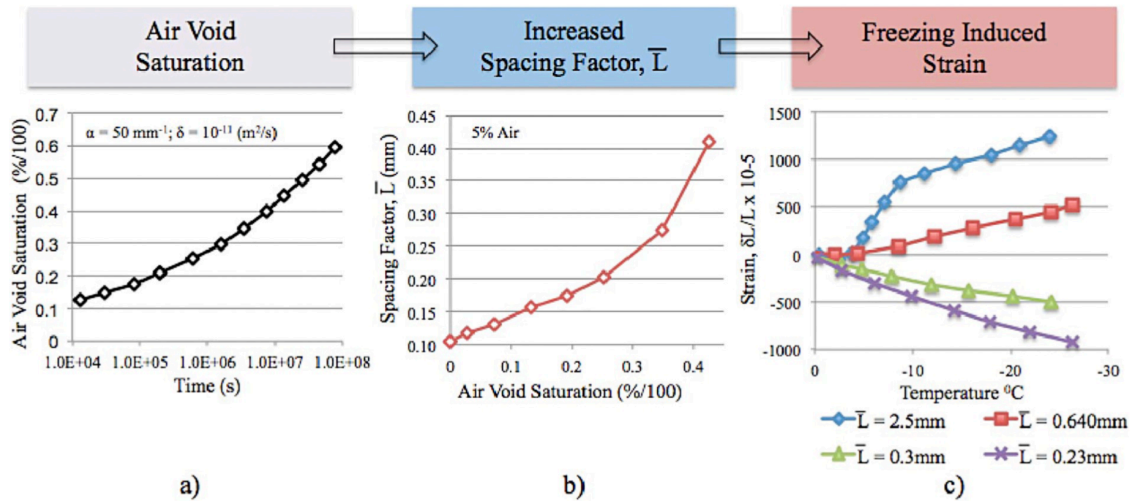 Air Void
Saturation
Increased
Spacing Factor, L̅
Freezing Induced
Strain
α = 50 mm⁻¹; δ = 10⁻¹¹ (m²/s)
Air Void Saturation (%/100)
0.7
0.6
0.5
0.4
0.3
0.2
0.1
0
1.0E+04 1.0E+05 1.0E+06 1.0E+07 1.0E+08
Time (s)
a)
5% Air
Spacing Factor, L̅ (mm)
0.45
0.40
0.35
0.30
0.25
0.20
0.15
0.10
0 0.1 0.2 0.3 0.4
Air Void Saturation (%/100)
b)
Strain, δL/L x 10-5
1500
1000
500
0
-500
-1000
0 -10 -20 -30
Temperature ⁰C
L̅ = 2.5mm L̅ = 0.640mm
L̅ = 0.3mm L̅ = 0.23mm
c)